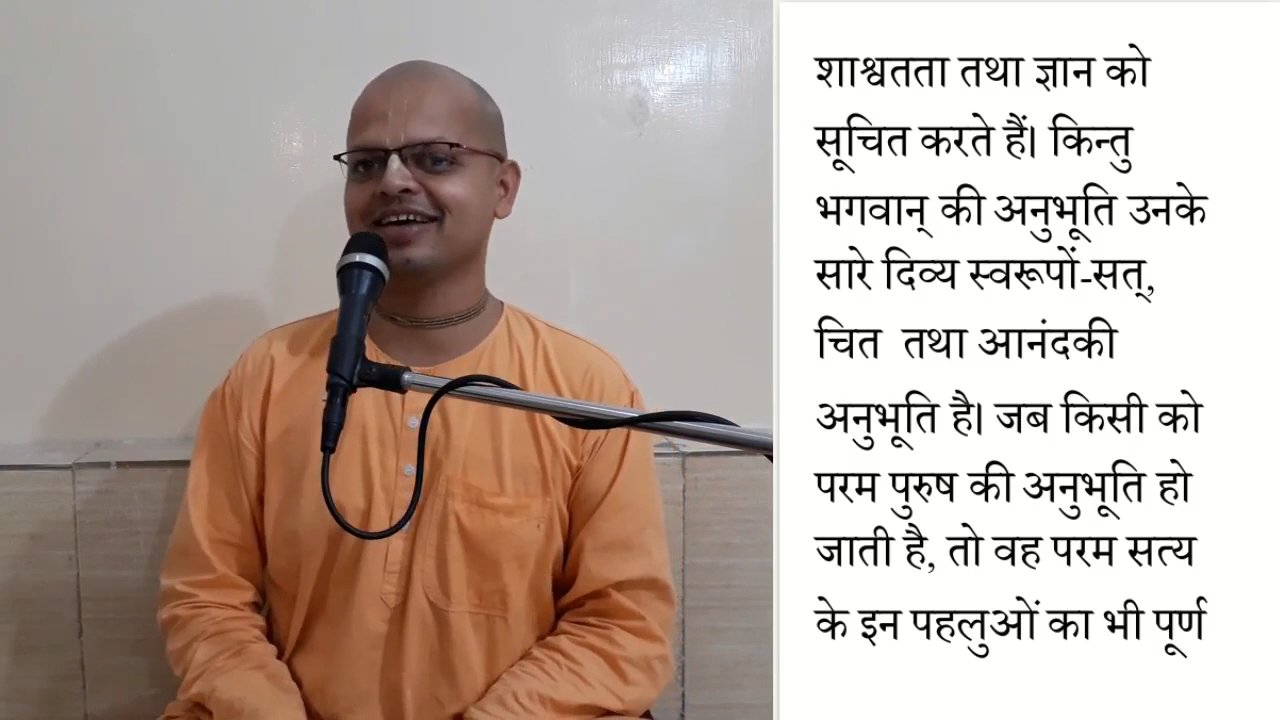 शाश्वतता तथा ज्ञान को
सूचित करते हैं। किन्तु
भगवान् की अनुभूति उनके
सारे दिव्य स्वरूपों-सत्,
चित  तथा आनंदकी
अनुभूति है। जब किसी को
परम पुरुष की अनुभूति हो
जाती है, तो वह परम सत्य
के इन पहलुओं का भी पूर्ण